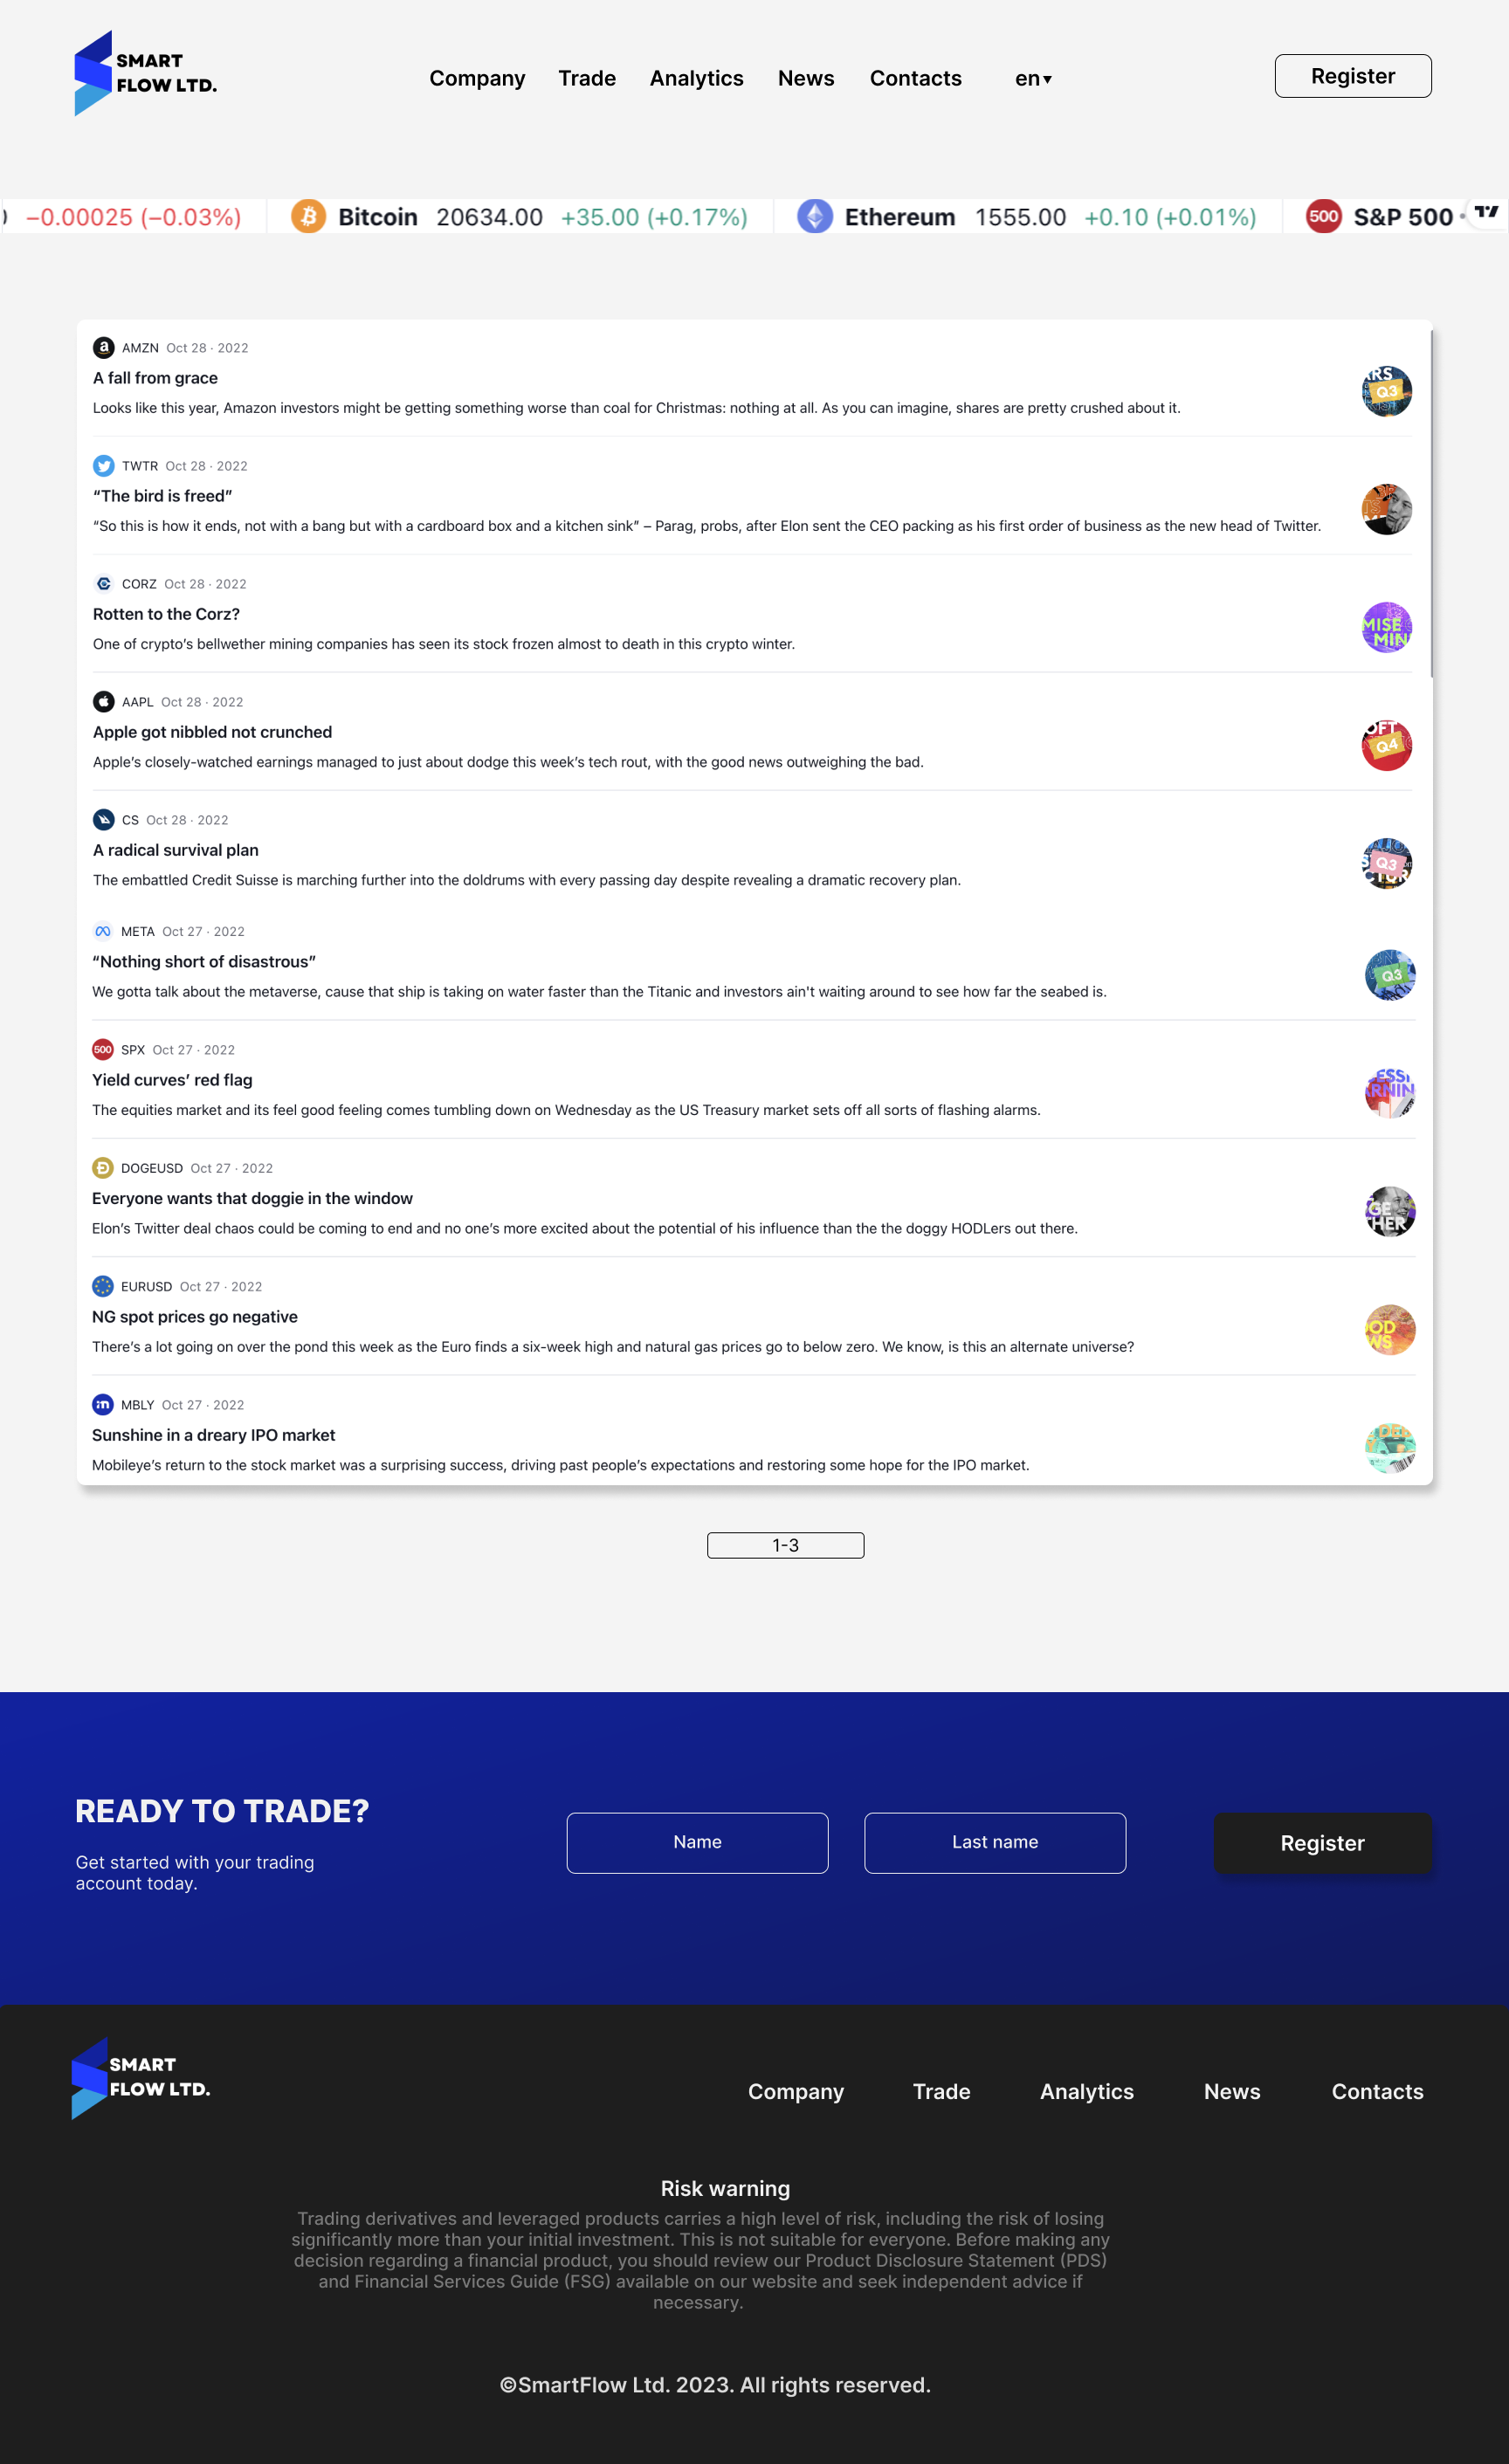 SMART
FLOW LTD.
Company Trade Analytics News Contacts en▾ Register
−0.00025 (−0.03%) Bitcoin 20634.00 +35.00 (+0.17%) Ethereum 1555.00 +0.10 (+0.01%) 500 S&P 500
AMZN Oct 28 · 2022
A fall from grace
Looks like this year, Amazon investors might be getting something worse than coal for Christmas: nothing at all. As you can imagine, shares are pretty crushed about it.
Q3
TWTR Oct 28 · 2022
“The bird is freed”
“So this is how it ends, not with a bang but with a cardboard box and a kitchen sink” – Parag, probs, after Elon sent the CEO packing as his first order of business as the new head of Twitter.
CORZ Oct 28 · 2022
Rotten to the Corz?
One of crypto’s bellwether mining companies has seen its stock frozen almost to death in this crypto winter.
MISE
MIN
AAPL Oct 28 · 2022
Apple got nibbled not crunched
Apple’s closely-watched earnings managed to just about dodge this week’s tech rout, with the good news outweighing the bad.
OFT
Q4
CS Oct 28 · 2022
A radical survival plan
The embattled Credit Suisse is marching further into the doldrums with every passing day despite revealing a dramatic recovery plan.
Q3
META Oct 27 · 2022
“Nothing short of disastrous”
We gotta talk about the metaverse, cause that ship is taking on water faster than the Titanic and investors ain't waiting around to see how far the seabed is.
Q3
500 SPX Oct 27 · 2022
Yield curves’ red flag
The equities market and its feel good feeling comes tumbling down on Wednesday as the US Treasury market sets off all sorts of flashing alarms.
ESSI
ARNIN
DOGEUSD Oct 27 · 2022
Everyone wants that doggie in the window
Elon’s Twitter deal chaos could be coming to end and no one’s more excited about the potential of his influence than the the doggy HODLers out there.
GE
HER
EURUSD Oct 27 · 2022
NG spot prices go negative
There’s a lot going on over the pond this week as the Euro finds a six-week high and natural gas prices go to below zero. We know, is this an alternate universe?
OOD
WS
MBLY Oct 27 · 2022
Sunshine in a dreary IPO market
Mobileye’s return to the stock market was a surprising success, driving past people’s expectations and restoring some hope for the IPO market.
1-3
READY TO TRADE?
Get started with your trading
account today.
Name Last name Register
SMART
FLOW LTD.
Company Trade Analytics News Contacts
Risk warning
Trading derivatives and leveraged products carries a high level of risk, including the risk of losing
significantly more than your initial investment. This is not suitable for everyone. Before making any
decision regarding a financial product, you should review our Product Disclosure Statement (PDS)
and Financial Services Guide (FSG) available on our website and seek independent advice if
necessary.
©SmartFlow Ltd. 2023. All rights reserved.